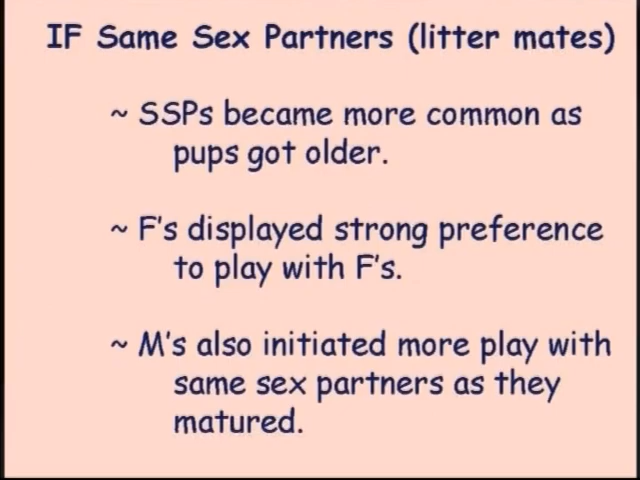 IF Same Sex Partners (litter mates)
~ SSPs became more common as
pups got older.
~ F's displayed strong preference
to play with F's.
~ M's also initiated more play with
same sex partners as they
matured.